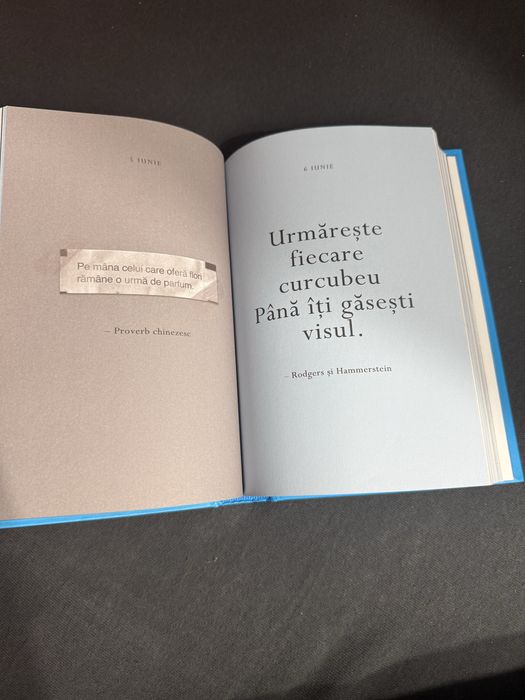 5 IUNIE
Pe mâna celui care oferă flori
rămâne o urmă de parfum.
– Proverb chinezesc
6 IUNIE
Urmărește
fiecare
curcubeu
Până îți găsești
visul.
– Rodgers și Hammerstein